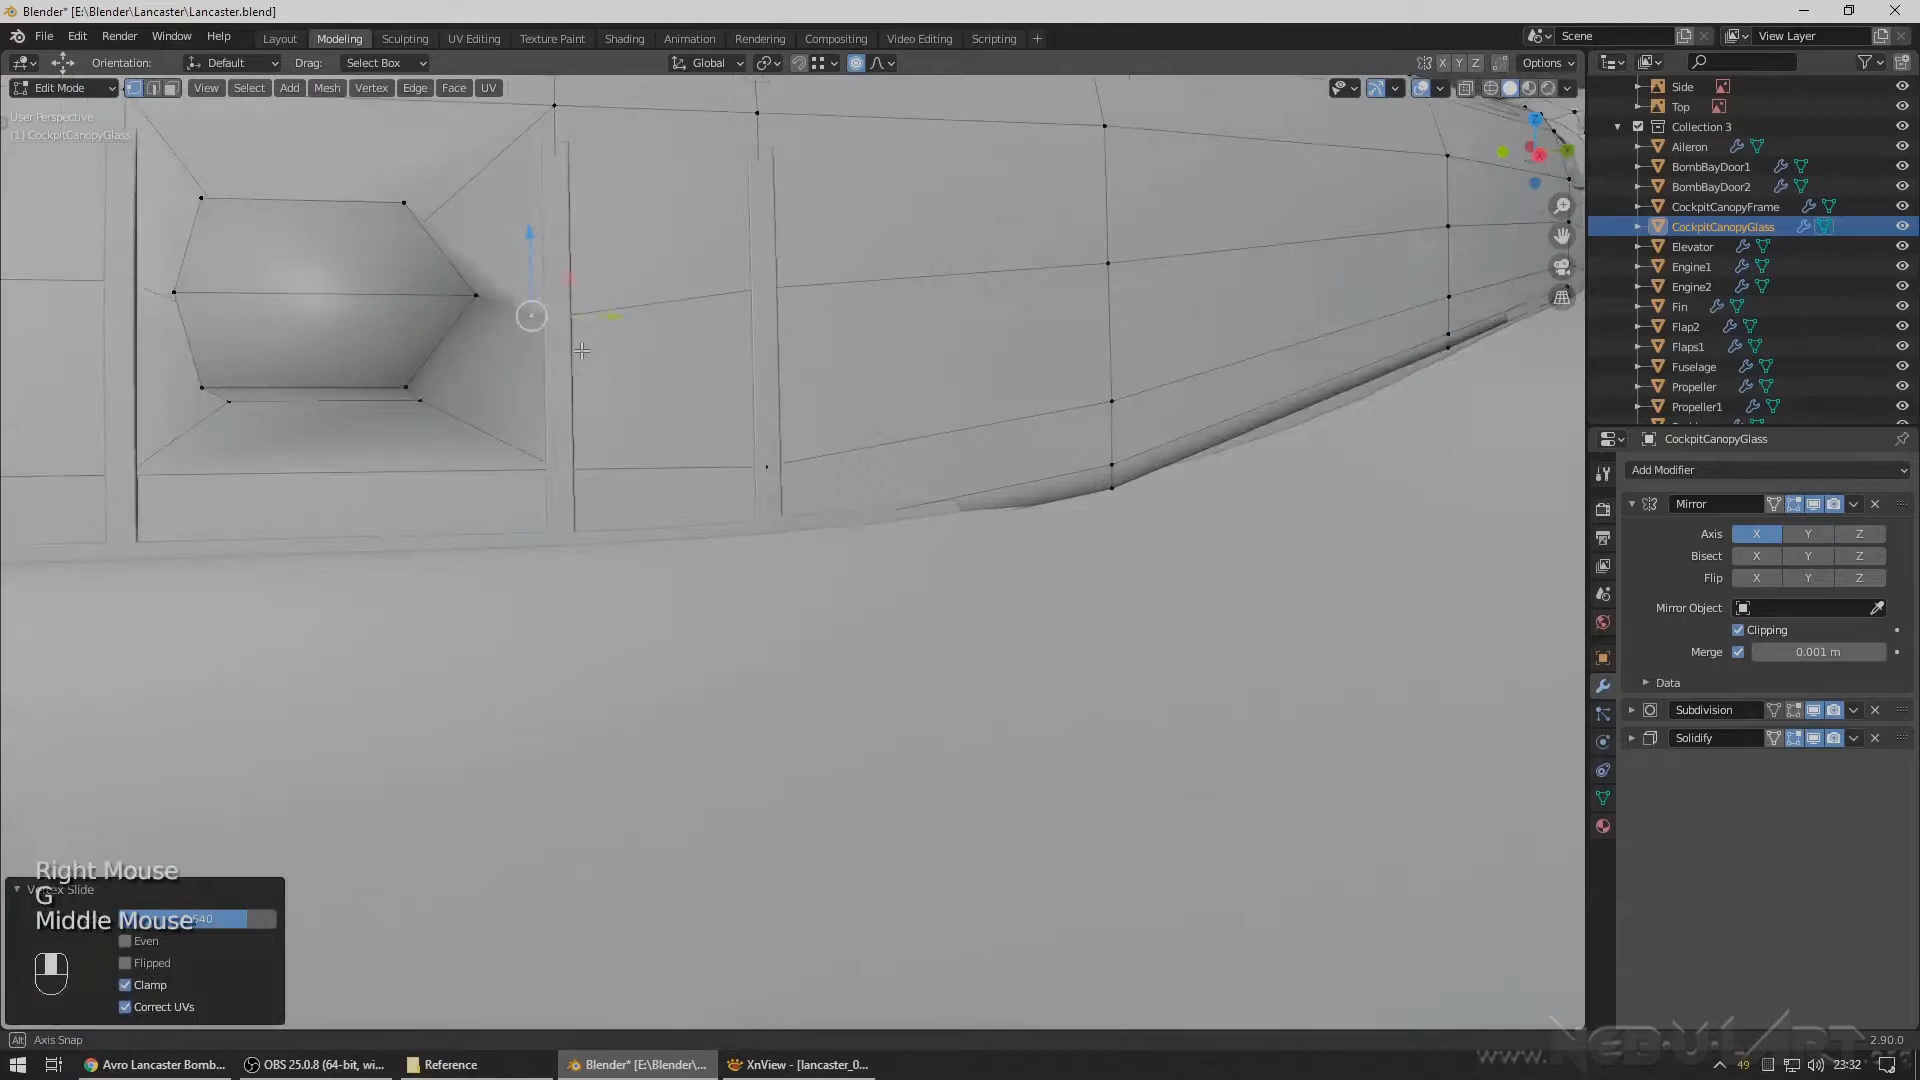 Blender* [E:\Blender\Lancaster\Lancaster.blend]
File Edit Render Window Help
Layout Modeling Sculpting UV Editing Texture Paint Shading Animation Rendering Compositing Video Editing Scripting +
Scene
View Layer
Orientation: Default Drag: Select Box
Global
X Y Z Options
Edit Mode View Select Add Mesh Vertex Edge Face UV
User Perspective
(1) CockpitCanopyGlass
Side
Top
Collection 3
Aileron
BombBayDoor1
BombBayDoor2
CockpitCanopyFrame
CockpitCanopyGlass
Elevator
Engine1
Engine2
Fin
Flap2
Flaps1
Fuselage
Propeller
Propeller1
CockpitCanopyGlass
Add Modifier
Mirror
Axis X Y Z
Bisect X Y Z
Flip X Y Z
Mirror Object
Clipping
Merge 0.001 m
Data
Subdivision
Solidify
Right Mouse
G
Middle Mouse
Even
Flipped
Clamp
Correct UVs
Alt Axis Snap
2.90.0
Avro Lancaster Bomb...
OBS 25.0.8 (64-bit, wi...
Reference
Blender* [E:\Blender\...
XnView - [lancaster_0...
49
23:32